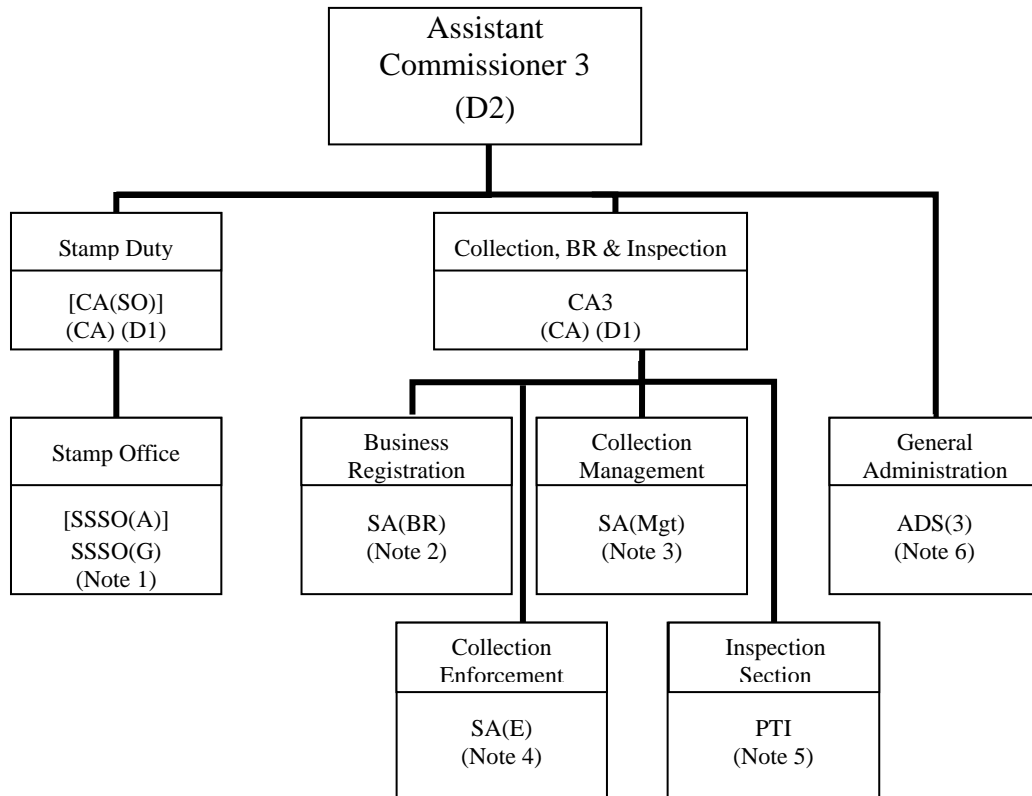 Assistant
Commissioner 3
(D2)
Stamp Duty
[CA(SO)]
(CA) (D1)
Collection, BR & Inspection
CA3
(CA) (D1)
Stamp Office
[SSSO(A)]
SSSO(G)
(Note 1)
Business
Registration
SA(BR)
(Note 2)
Collection
Management
SA(Mgt)
(Note 3)
General
Administration
ADS(3)
(Note 6)
Collection
Enforcement
SA(E)
(Note 4)
Inspection
Section
PTI
(Note 5)